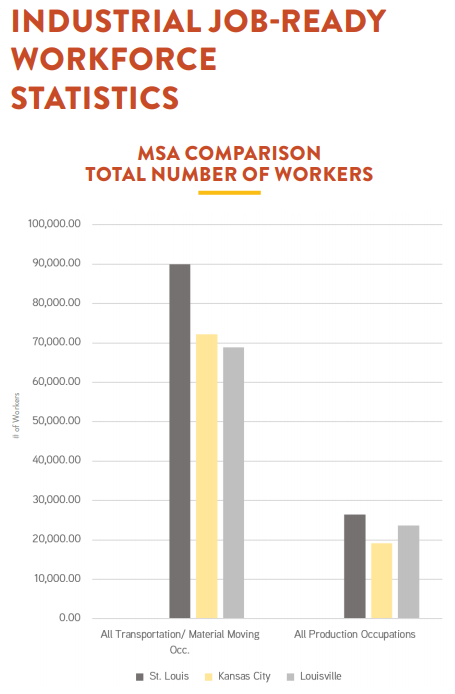 INDUSTRIAL JOB-READY
WORKFORCE
STATISTICS
MSA COMPARISON
TOTAL NUMBER OF WORKERS
100,000.00
90,000.00
80,000.00
70,000.00
60,000.00
50,000.00
40,000.00
30,000.00
20,000.00
10,000.00
0.00
# of Workers
All Transportation/ Material Moving
Occ.
All Production Occupations
St. Louis
Kansas City
Louisville